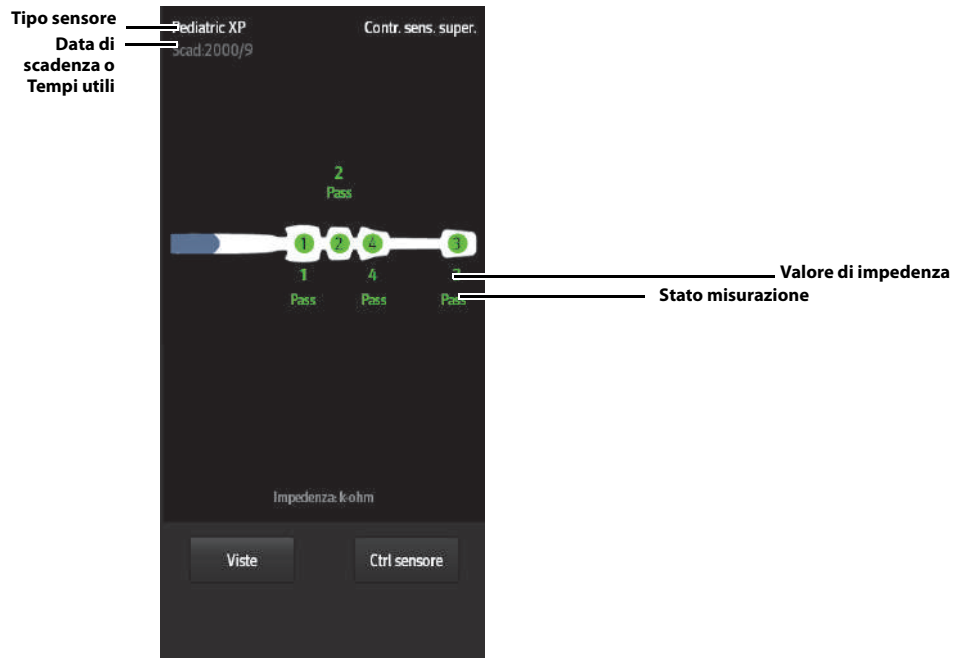 Tipo sensore
Data di
scadenza o
Tempi utili
Pediatric XP
Contr. sens. super.
Scad:2000/9
2
Pass
1
2
4
3
1
4
Pass
Pass
Pass
Valore di impedenza
Stato misurazione
Impedenza: k-ohm
Viste
Ctrl sensore